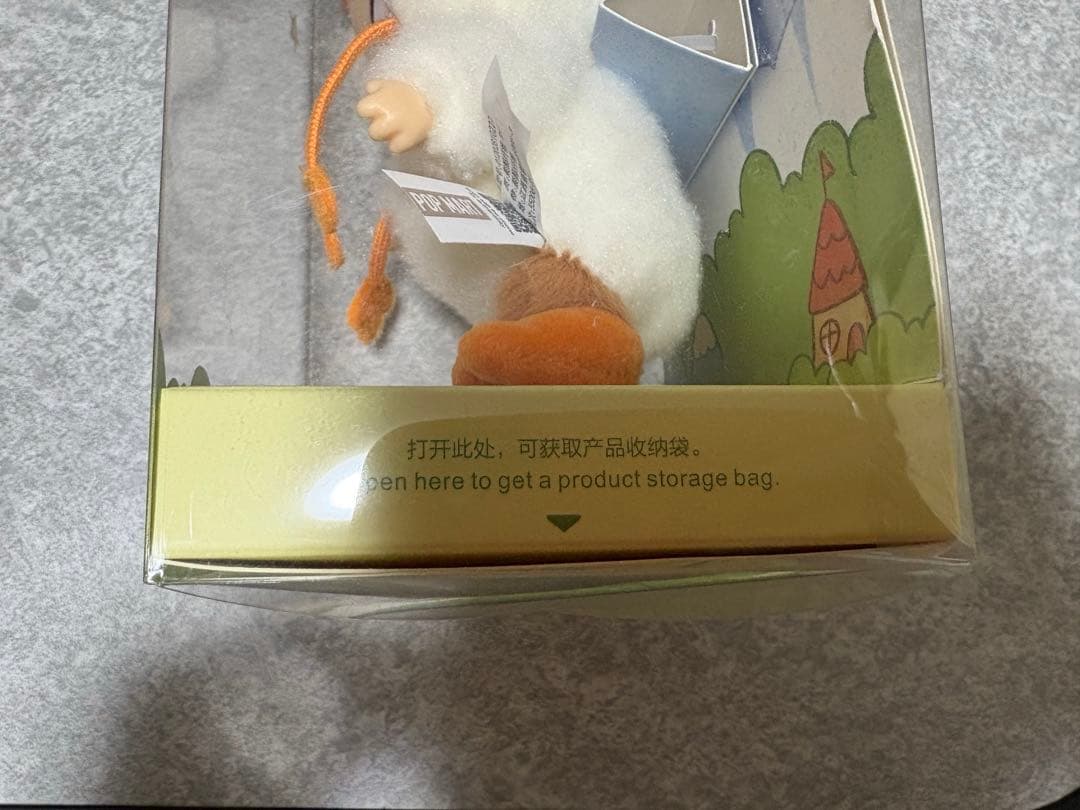 POP MART
打开此处，可获取产品收纳袋。
pen here to get a product storage bag.